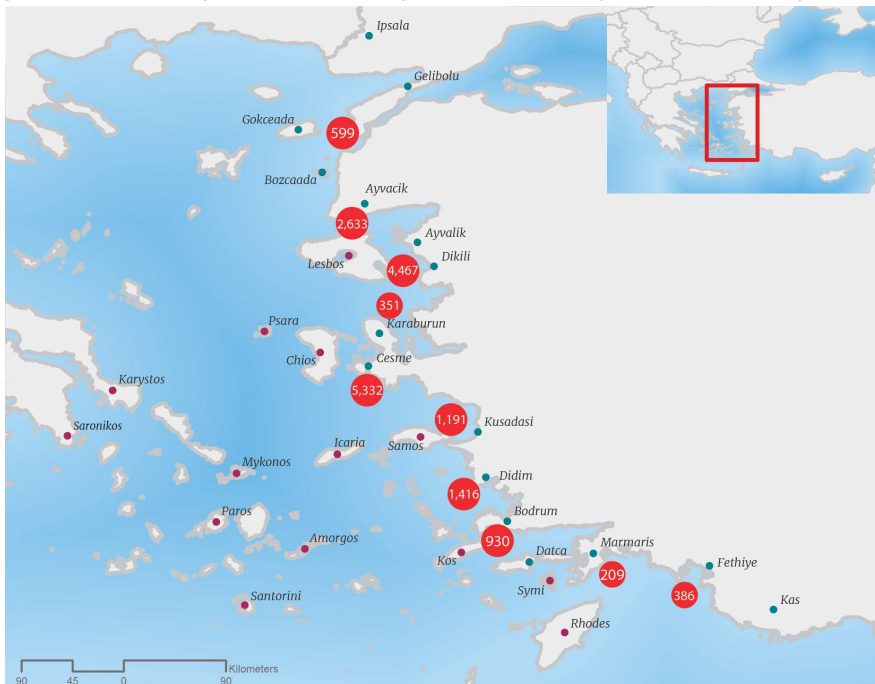 Ipsala
Gelibolu
Gokceada
599
Bozcaada
Ayvacik
2,633
Ayvalik
Lesbos
Dikili
4,467
351
Psara
Karaburun
Chios
Cesme
Karystos
5,332
1,191
Saronikos
Kusadasi
Icaria
Samos
Mykonos
Didim
1,416
Paros
Bodrum
930
Amorgos
Marmaris
Kos
Datca
Fethiye
209
Symi
386
Santorini
Kas
Rhodes
Kilometers
90 45 0 90